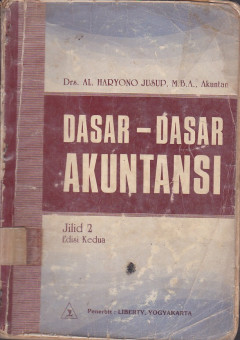 Drs. AL. HARYONO JUSUP, M.B.A., Akuntan
DASAR - DASAR
AKUNTANSI
Jilid 2
Edisi Kedua
Penerbit : LIBERTY, YOGYAKARTA